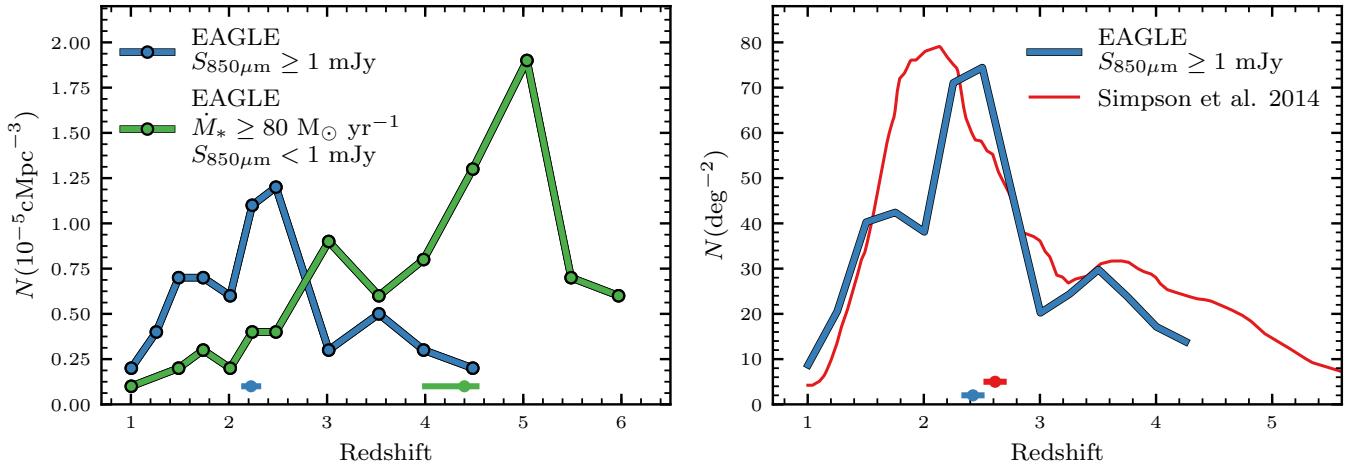 EAGLE
S850μm ≥ 1 mJy
EAGLE
Ṁ* ≥ 80 M⊙ yr−1
S850μm < 1 mJy
2.00
1.75
1.50
1.25
1.00
0.75
0.50
0.25
0.00
N(10−5cMpc−3)
1 2 3 4 5 6
Redshift
EAGLE
S850μm ≥ 1 mJy
Simpson et al. 2014
80
70
60
50
40
30
20
10
0
N(deg−2)
1 2 3 4 5
Redshift